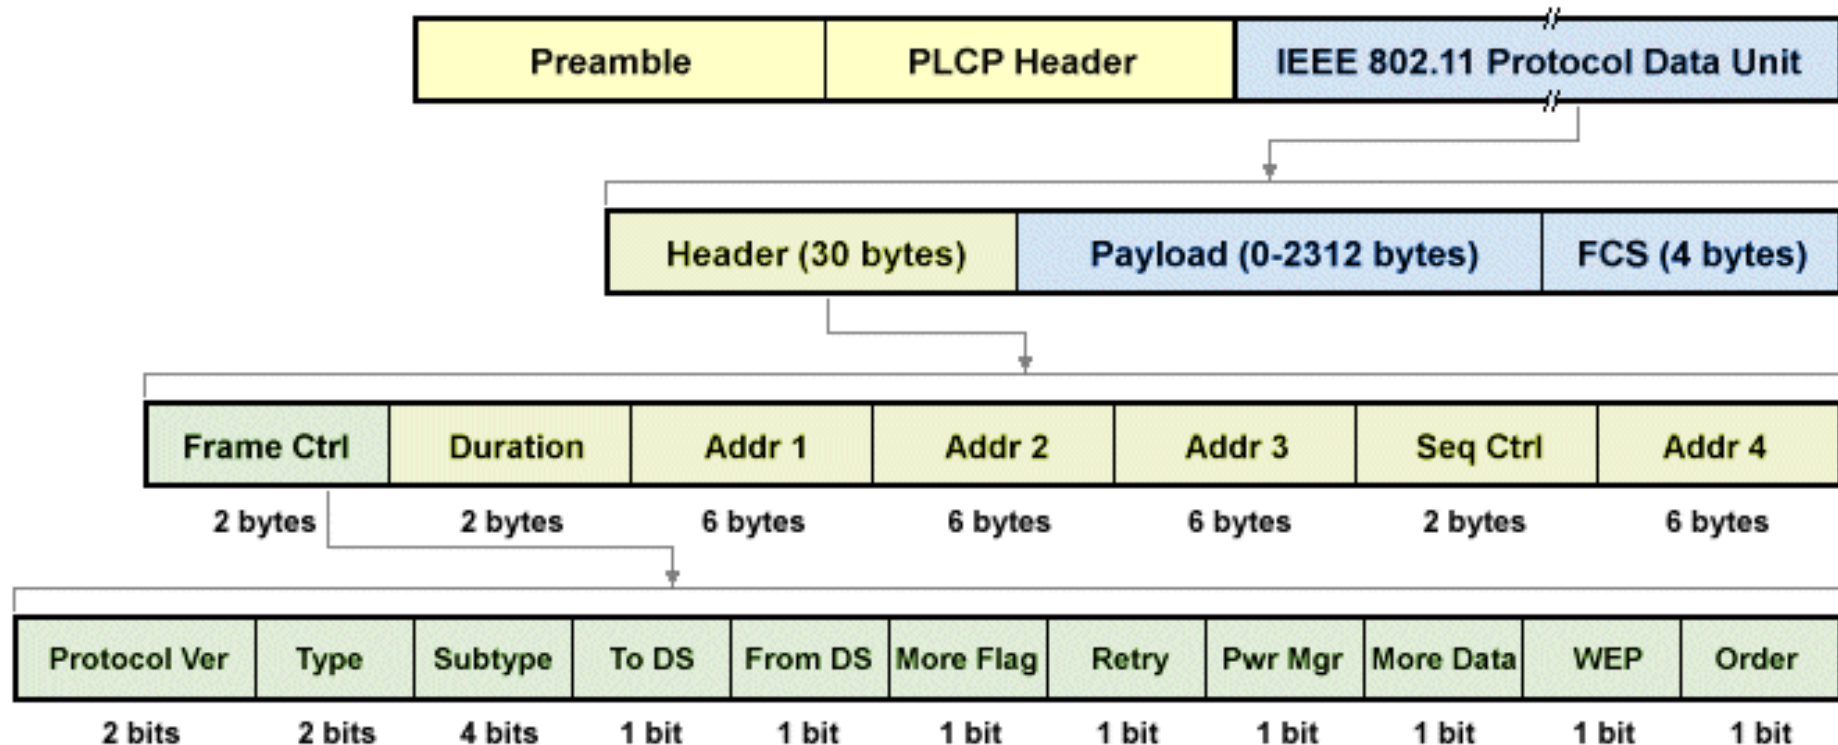 Preamble PLCP Header IEEE 802.11 Protocol Data Unit
Header (30 bytes) Payload (0-2312 bytes) FCS (4 bytes)
Frame Ctrl Duration Addr 1 Addr 2 Addr 3 Seq Ctrl Addr 4
2 bytes 2 bytes 6 bytes 6 bytes 6 bytes 2 bytes 6 bytes
Protocol Ver Type Subtype To DS From DS More Flag Retry Pwr Mgr More Data WEP Order
2 bits 2 bits 4 bits 1 bit 1 bit 1 bit 1 bit 1 bit 1 bit 1 bit 1 bit